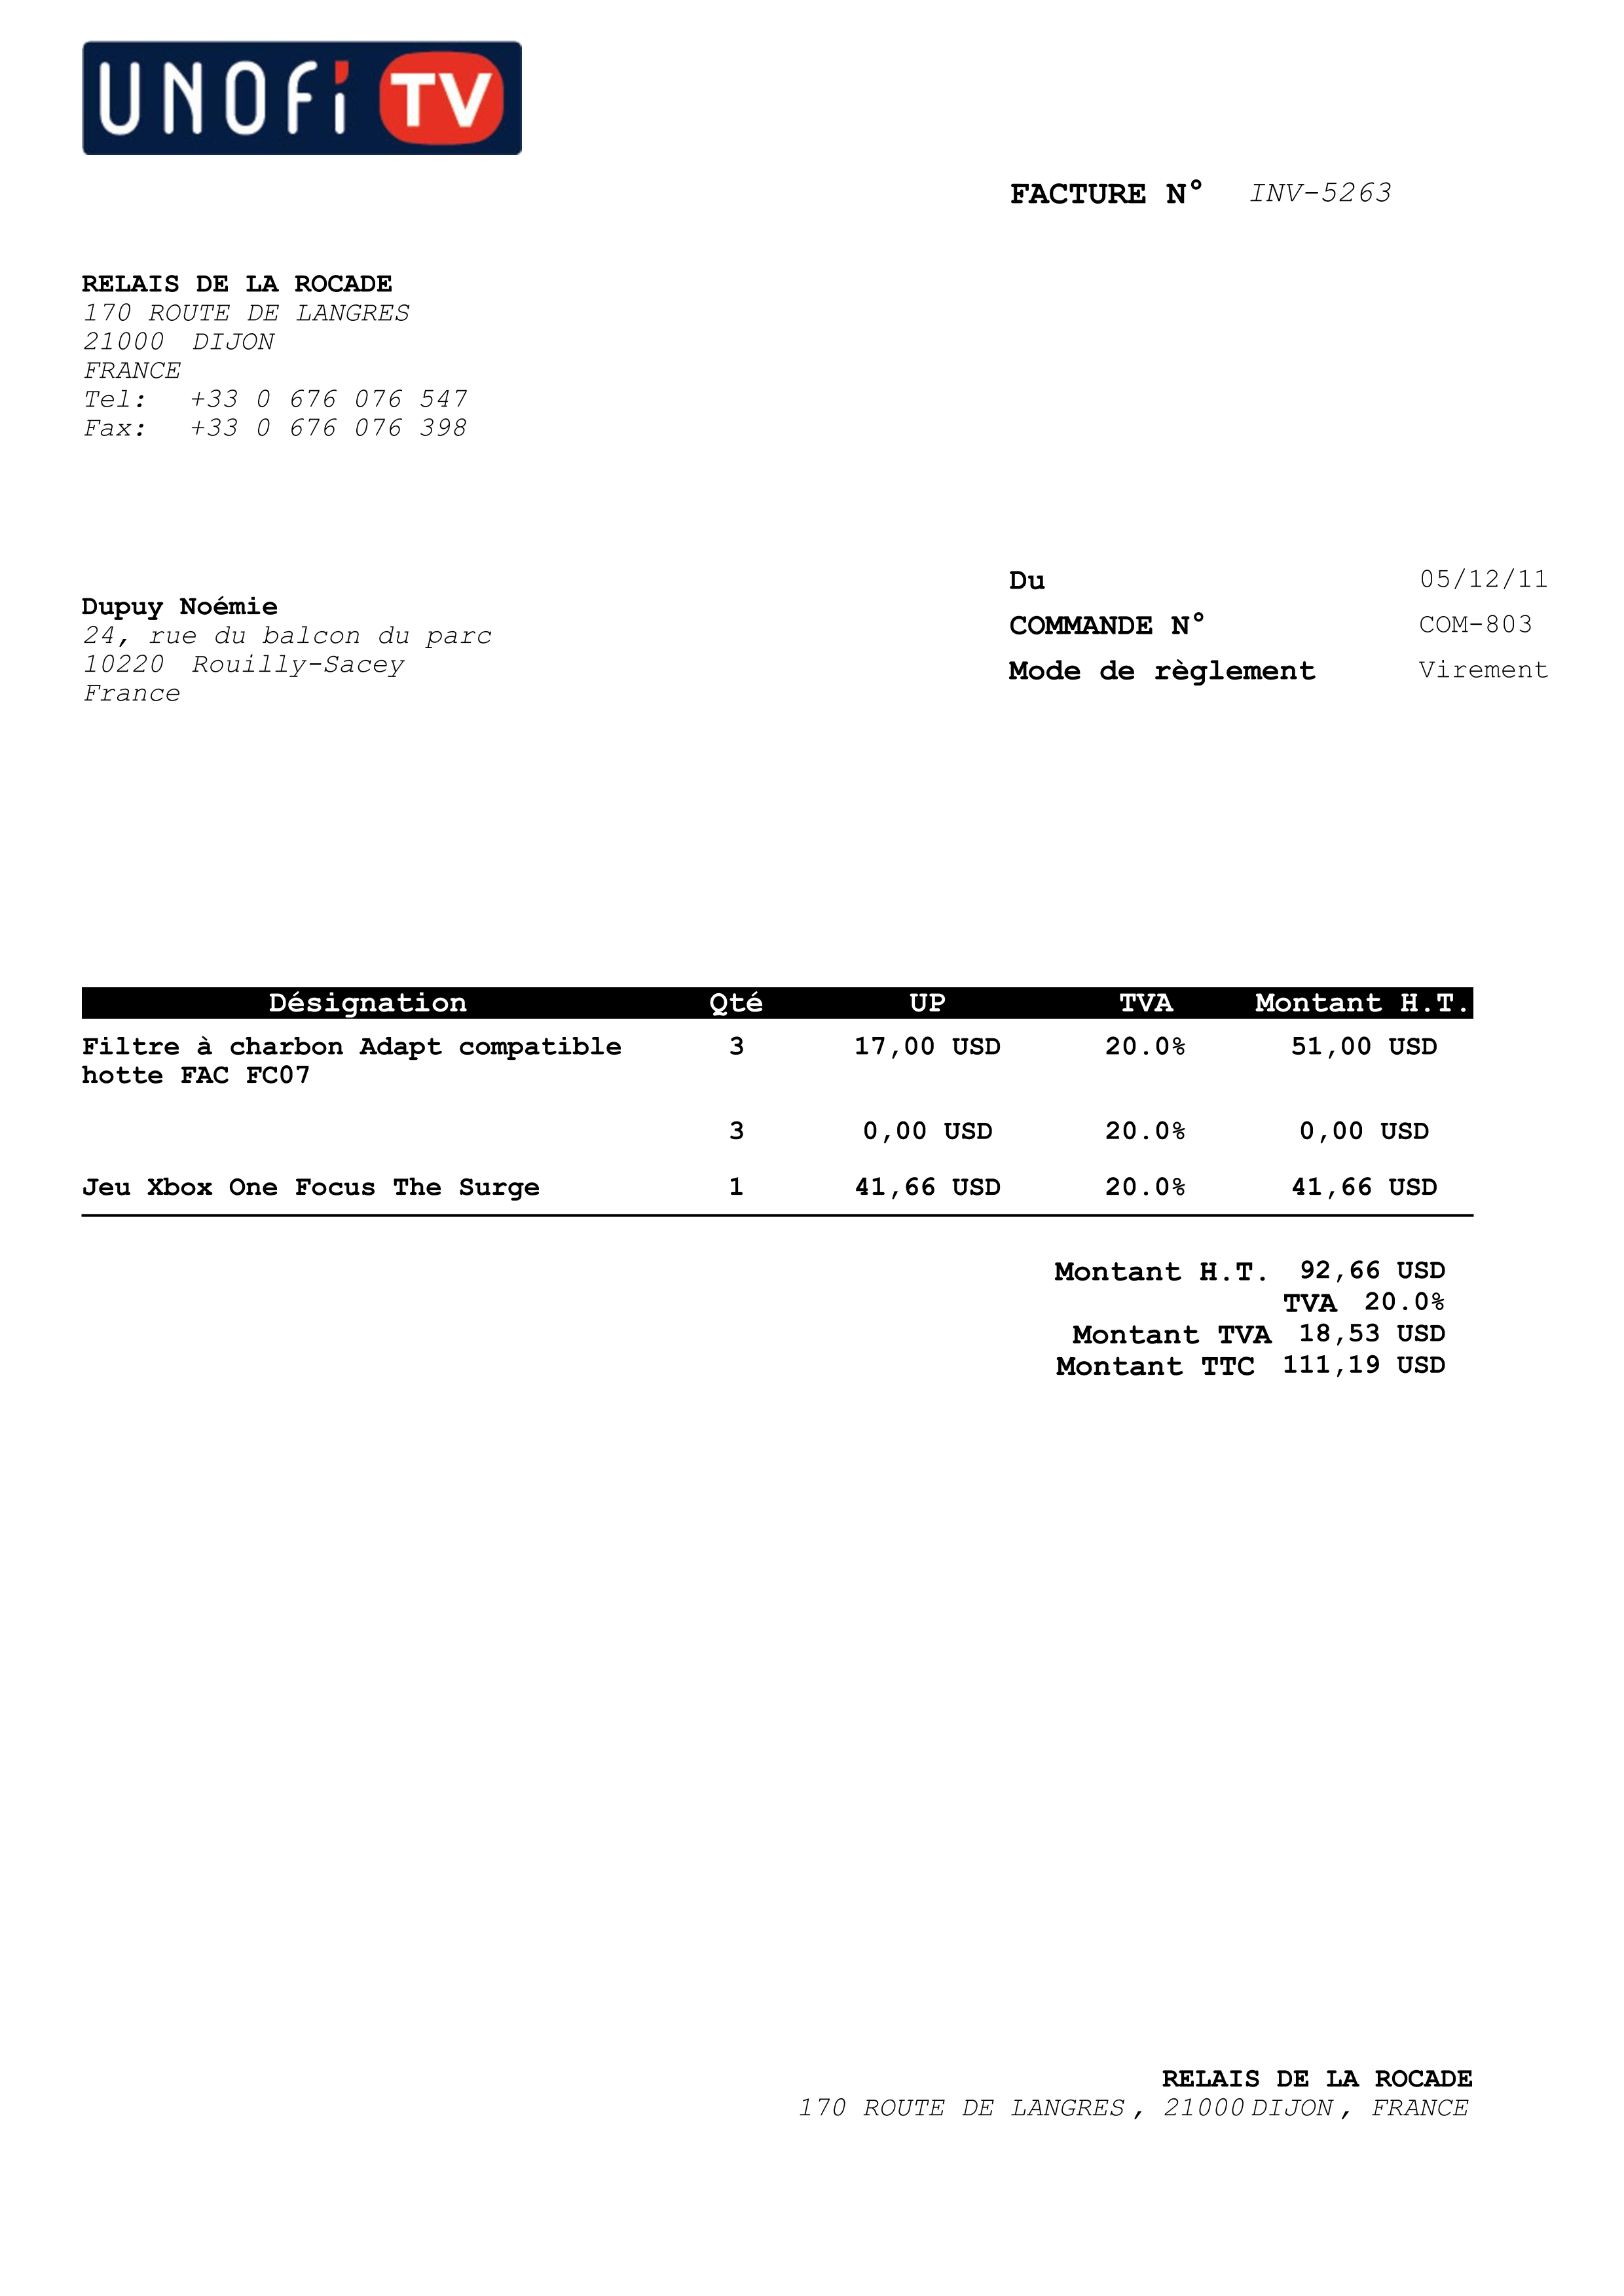 UNOFi TV
FACTURE N° INV-5263
RELAIS DE LA ROCADE
170 ROUTE DE LANGRES
21000 DIJON
FRANCE
Tel: +33 0 676 076 547
Fax: +33 0 676 076 398
Du 05/12/11
COMMANDE N° COM-803
Mode de règlement Virement
Dupuy Noémie
24, rue du balcon du parc
10220 Rouilly-Sacey
France
Désignation Qté UP TVA Montant H.T.
Filtre à charbon Adapt compatible 3 17,00 USD 20.0% 51,00 USD
hotte FAC FC07
3 0,00 USD 20.0% 0,00 USD
Jeu Xbox One Focus The Surge 1 41,66 USD 20.0% 41,66 USD
Montant H.T. 92,66 USD
TVA 20.0%
Montant TVA 18,53 USD
Montant TTC 111,19 USD
RELAIS DE LA ROCADE
170 ROUTE DE LANGRES , 21000 DIJON , FRANCE